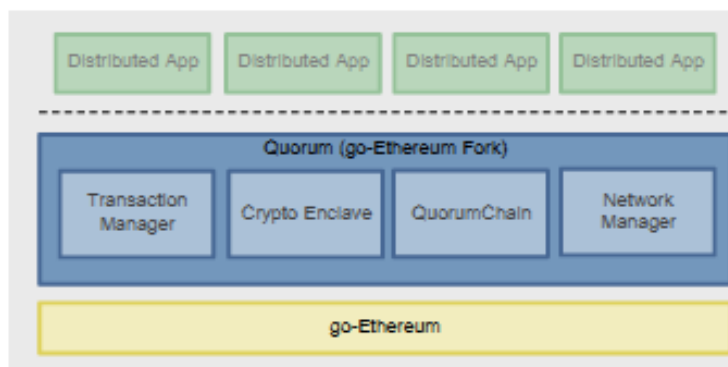 Distributed App Distributed App Distributed App Distributed App
Quorum (go-Ethereum Fork)
Transaction
Manager
Crypto Enclave
QuorumChain
Network
Manager
go-Ethereum